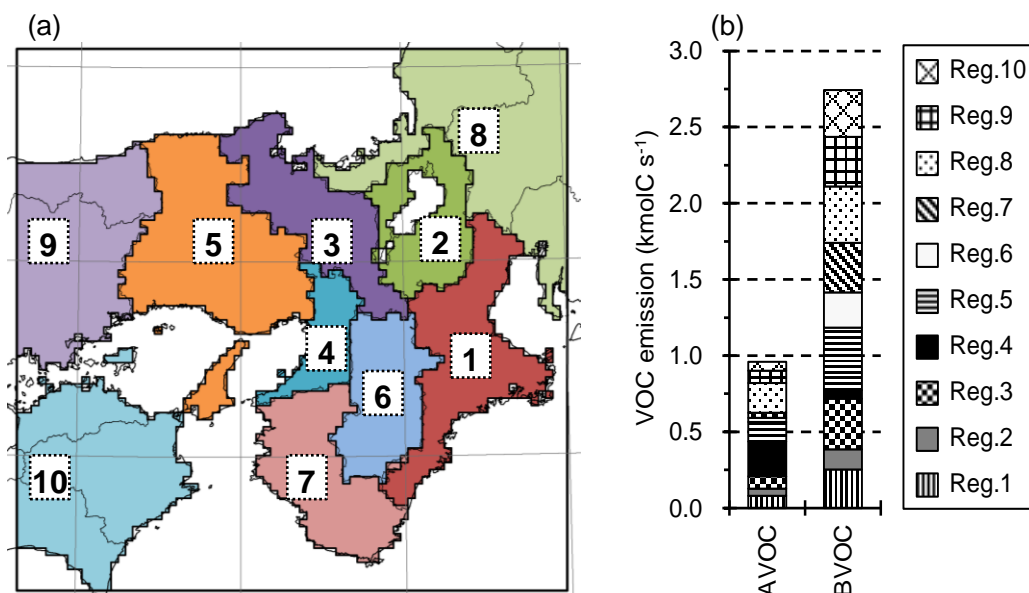 (a)
8
9
5
3
2
4
1
6
7
10
(b)
VOC emission (kmolC s⁻¹)
3.0
2.5
2.0
1.5
1.0
0.5
0.0
AVOC
BVOC
Reg.10
Reg.9
Reg.8
Reg.7
Reg.6
Reg.5
Reg.4
Reg.3
Reg.2
Reg.1